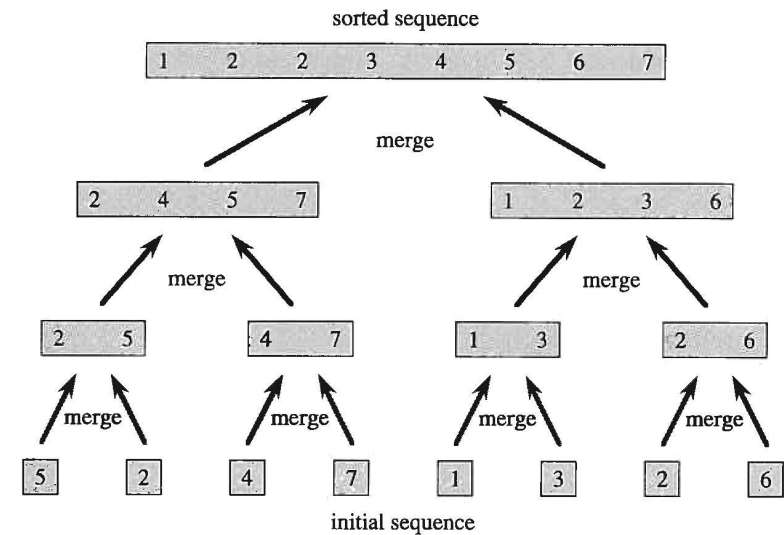 sorted sequence
1 2 2 3 4 5 6 7
merge
2 4 5 7 1 2 3 6
merge merge
2 5 4 7 1 3 2 6
merge merge merge merge
5 2 4 7 1 3 2 6
initial sequence